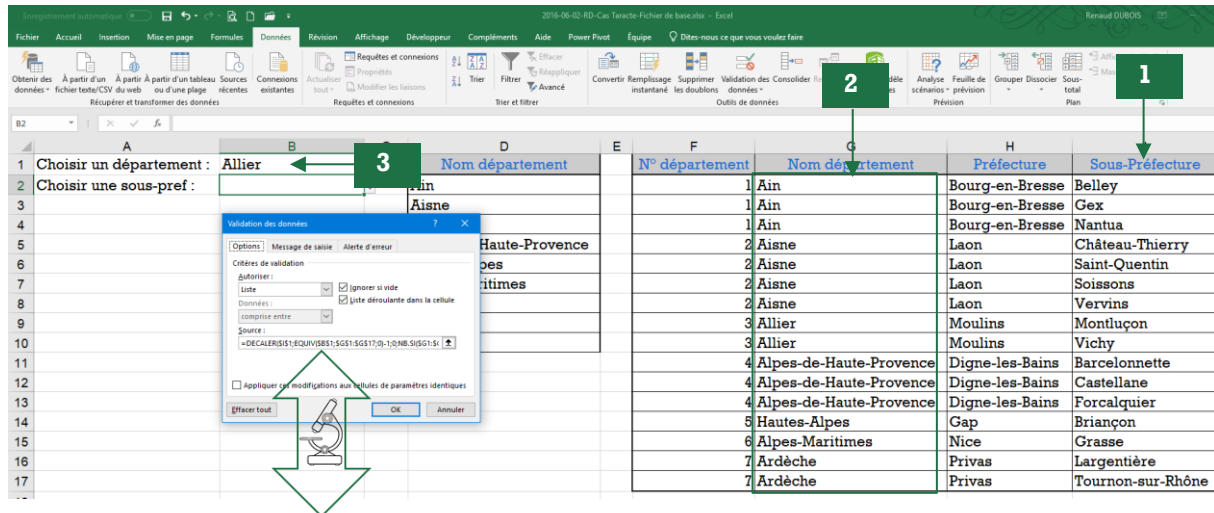 Enregistrement automatique
2016-06-02-RD-Cas Taracte-Fichier de base.xlsx - Excel
Renaud DUBOIS
Fichier Accueil Insertion Mise en page Formules Données Révision Affichage Développeur Compléments Aide Power Pivot Équipe Dites-nous ce que vous voulez faire
Obtenir des données
À partir d'un fichier texte/CSV
À partir du web
À partir d'un tableau ou d'une plage
Sources récentes
Connexions existantes
Récupérer et transformer des données
Actualiser tout
Requêtes et connexions
Propriétés
Modifier les liaisons
Requêtes et connexions
Trier
Filtrer
Effacer
Réappliquer
Avancé
Trier et filtrer
Convertir
Remplissage instantané
Supprimer les doublons
Validation des données
Consolider
Outils de données
Analyse scénarios
Feuille de prévision
Prévision
Grouper
Dissocier
Sous-total
Plan
2
1
B2 fx
A B D E F G H I
1 Choisir un département : Allier 3 Nom département N° département Nom département Préfecture Sous-Préfecture
2 Choisir une sous-pref : Ain 1 Ain Bourg-en-Bresse Belley
3 Aisne 1 Ain Bourg-en-Bresse Gex
4 1 Ain Bourg-en-Bresse Nantua
5 Haute-Provence 2 Aisne Laon Château-Thierry
6 pes 2 Aisne Laon Saint-Quentin
7 ritimes 2 Aisne Laon Soissons
8 2 Aisne Laon Vervins
9 3 Allier Moulins Montluçon
10 3 Allier Moulins Vichy
11 4 Alpes-de-Haute-Provence Digne-les-Bains Barcelonnette
12 4 Alpes-de-Haute-Provence Digne-les-Bains Castellane
13 4 Alpes-de-Haute-Provence Digne-les-Bains Forcalquier
14 5 Hautes-Alpes Gap Briançon
15 6 Alpes-Maritimes Nice Grasse
16 7 Ardèche Privas Largentière
17 7 Ardèche Privas Tournon-sur-Rhône
Validation des données ? ×
Options Message de saisie Alerte d'erreur
Critères de validation
Autoriser :
Liste
Ignorer si vide
Données :
Liste déroulante dans la cellule
comprise entre
Source :
=DECALER($I$1;EQUIV($B$1;$G$1:$G$17;0)-1;0;NB.SI($G$1:$G
Appliquer ces modifications aux cellules de paramètres identiques
Effacer tout OK Annuler